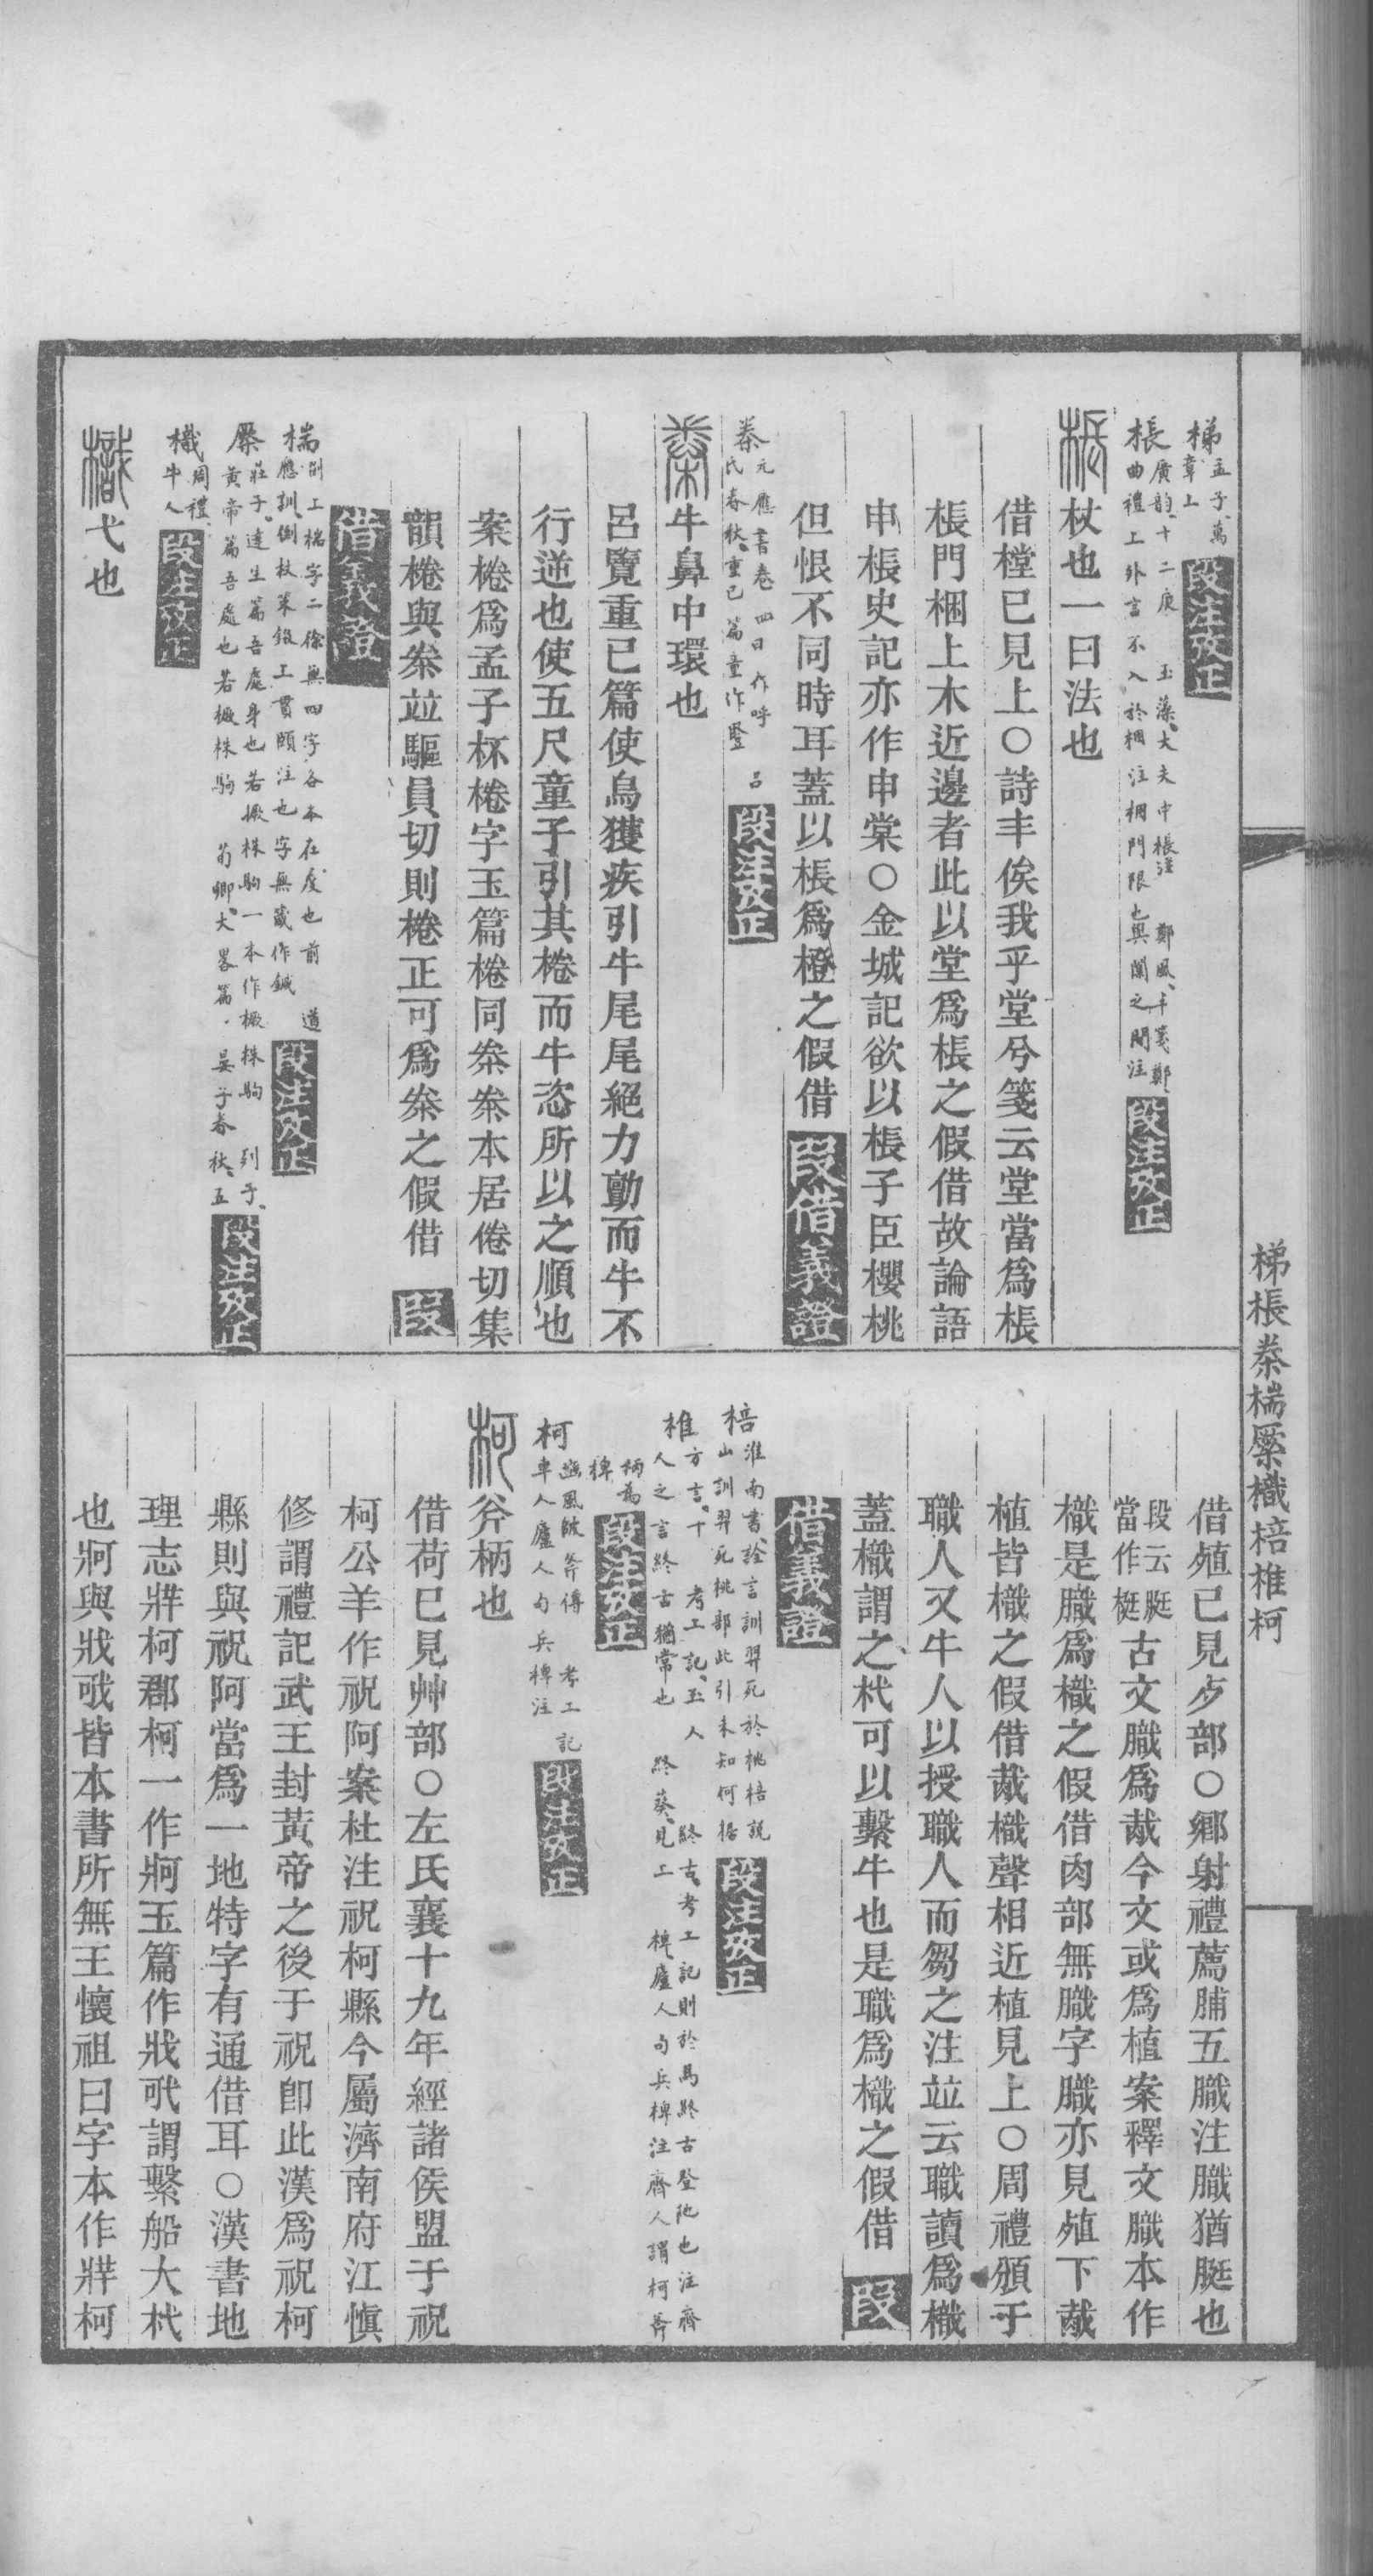 梯 孟子、萬
章上 段注攷正
棖 廣韵、十二庚 玉藻、大夫中棖注 鄭風、丰箋鄭
曲禮上外言不入於梱注梱門限也與闑之閒注 段注攷正
棖 杖也一曰法也
借樘已見上○詩丰俟我乎堂兮箋云堂當爲棖
棖門梱上木近邊者此以堂爲棖之假借故論語
申棖史記亦作申棠○金城記欲以棖子臣櫻桃
但恨不同時耳蓋以棖爲橙之假借 段借義證
桊 元應書卷四曰作呼 呂
氏春秋、重己篇童作豎 段注攷正
桊 牛鼻中環也
呂覽重已篇使烏獲疾引牛尾尾絕力勯而牛不
行逆也使五尺童子引其棬而牛恣所以之順也
案棬爲孟子杯棬字玉篇棬同桊桊本居倦切集
韻棬與桊竝驅員切則棬正可爲桊之假借 段
借義證
椯 剟工椯字二徐無四字各本在度也前 道
應訓、倒杖策錣上貫頤注也字無策作鍼 段注攷正
橜 莊子、達生篇吾處身也若橛株駒一本作橛株駒 列子、
黃帝篇吾處也若橛株駒 荀卿、大畧篇. 晏子春秋、五 段注攷正
樴 周禮
牛人 段注攷正
樴 弋也
借殖已見歹部○鄉射禮薦脯五膱注膱猶脡也
段云脡
當作梃 古文膱爲胾今文或爲植案釋文膱本作
樴是膱爲樴之假借肉部無膱字膱亦見殖下胾
植皆樴之假借胾樴聲相近植見上○周禮頒于
職人又牛人以授職人而芻之注竝云職讀爲樴
蓋樴謂之杙可以繫牛也是職爲樴之假借 段
借義證
棓 淮南書、詮言訓羿死於桃棓說
山訓羿死桃部此引未知何據 段注攷正
椎 方言、十 考工記、玉人 終古、考工記則於馬終古登阤也注齊
人之言終古猶常也 終葵、見工 椑廬人句兵椑注齊人謂柯斧
柄爲
椑 段注攷正
柯 豳風破斧傳 考工記
車人廬人句兵椑注 段注攷正
柯 斧柄也
借荷已見艸部○左氏襄十九年經諸侯盟于祝
柯公羊作祝阿案杜注祝柯縣今屬濟南府江愼
修謂禮記武王封黃帝之後于祝卽此漢爲祝柯
縣則與祝阿當爲一地特字有通借耳○漢書地
理志牂柯郡柯一作牁玉篇作戕㦴謂繫船大杙
也牁與戕㦴皆本書所無王懷祖曰字本作牂柯
梯棖桊椯橜樴棓椎柯